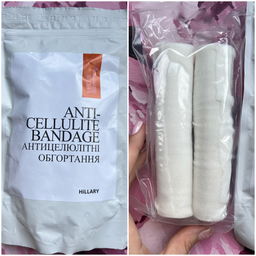 ANTI-
CELLULITE
BANDAGE
АНТИЦЕЛЮЛІТНІ
ОБГОРТАННЯ
HiLLARY